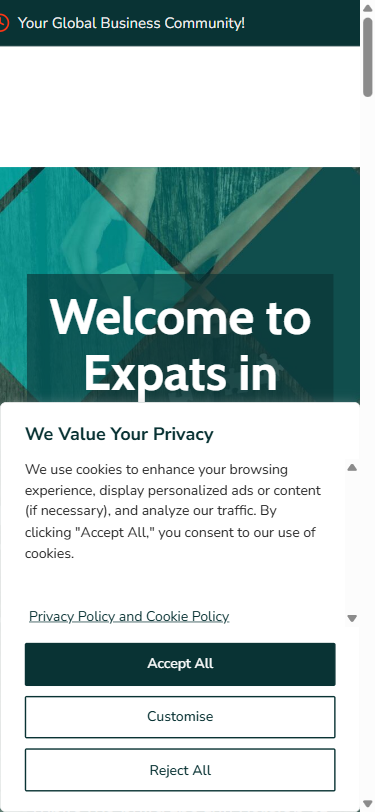 Your Global Business Community!
Welcome to
Expats in
We Value Your Privacy
We use cookies to enhance your browsing
experience, display personalized ads or content
(if necessary), and analyze our traffic. By
clicking "Accept All," you consent to our use of
cookies.
Privacy Policy and Cookie Policy
Accept All
Customise
Reject All